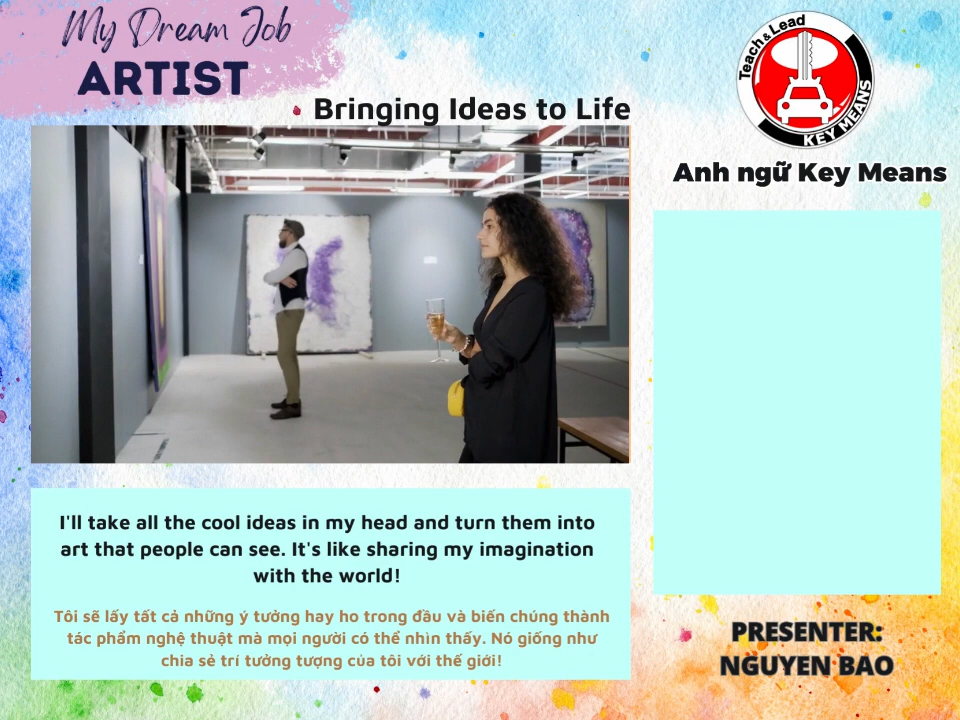 My Dream Job
ARTIST
Bringing Ideas to Life
Teach & Lead
KEY MEANS
Anh ngữ Key Means
I'll take all the cool ideas in my head and turn them into
art that people can see. It's like sharing my imagination
with the world!
Tôi sẽ lấy tất cả những ý tưởng hay ho trong đầu và biến chúng thành
tác phẩm nghệ thuật mà mọi người có thể nhìn thấy. Nó giống như
chia sẻ trí tưởng tượng của tôi với thế giới!
PRESENTER:
NGUYEN BAO